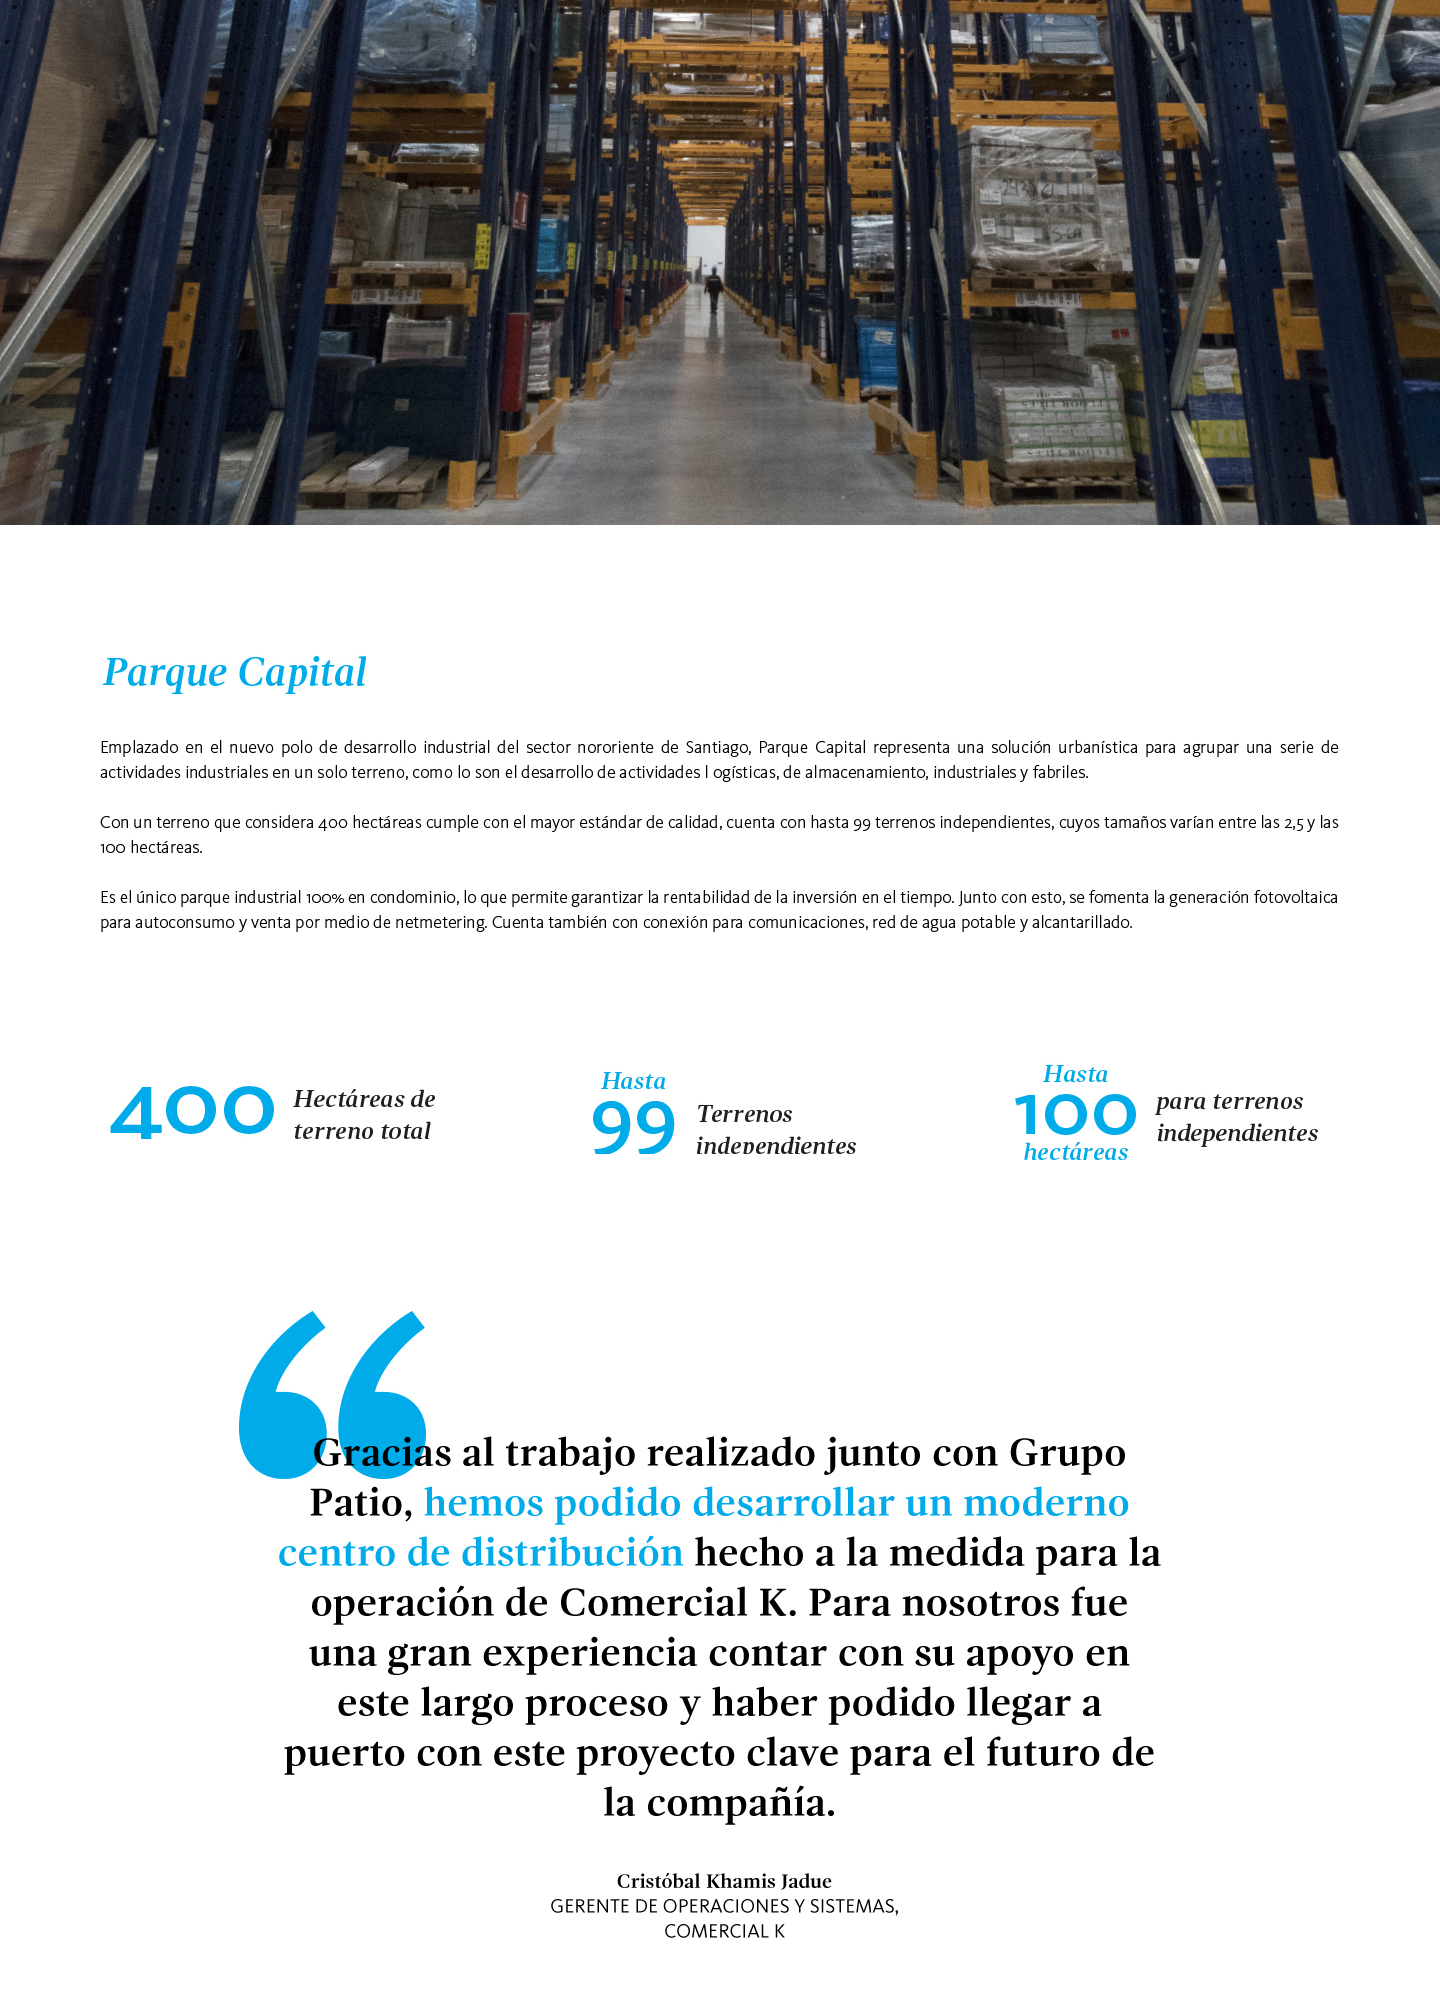 Parque Capital
Emplazado en el nuevo polo de desarrollo industrial del sector nororiente de Santiago, Parque Capital representa una solución urbanística para agrupar una serie de
actividades industriales en un solo terreno, como lo son el desarrollo de actividades l ogísticas, de almacenamiento, industriales y fabriles.
Con un terreno que considera 400 hectáreas cumple con el mayor estándar de calidad, cuenta con hasta 99 terrenos independientes, cuyos tamaños varían entre las 2,5 y las
100 hectáreas.
Es el único parque industrial 100% en condominio, lo que permite garantizar la rentabilidad de la inversión en el tiempo. Junto con esto, se fomenta la generación fotovoltaica
para autoconsumo y venta por medio de netmetering. Cuenta también con conexión para comunicaciones, red de agua potable y alcantarillado.
400
Hectáreas de
terreno total
Hasta
99
Terrenos
independientes
Hasta
100
hectáreas
para terrenos
independientes
“
Gracias al trabajo realizado junto con Grupo
Patio, hemos podido desarrollar un moderno
centro de distribución hecho a la medida para la
operación de Comercial K. Para nosotros fue
una gran experiencia contar con su apoyo en
este largo proceso y haber podido llegar a
puerto con este proyecto clave para el futuro de
la compañía.
Cristóbal Khamis Jadue
GERENTE DE OPERACIONES Y SISTEMAS,
COMERCIAL K